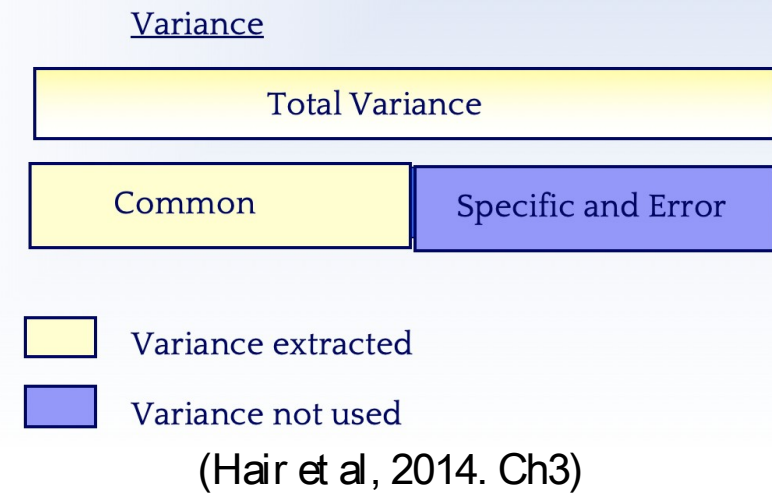 Variance
Total Variance
Common
Specific and Error
Variance extracted
Variance not used
(Hair et al, 2014. Ch3)